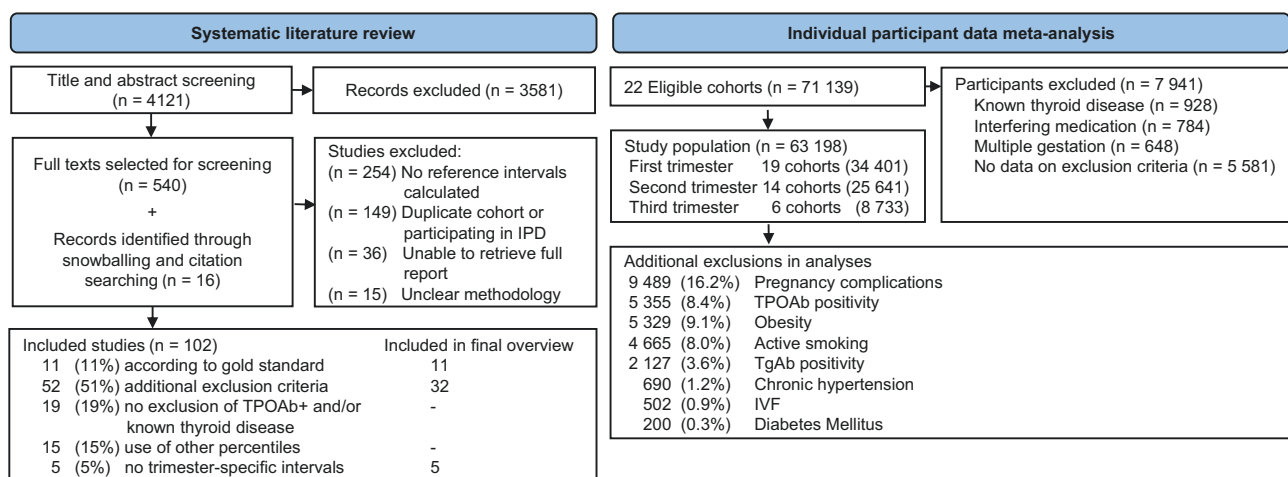 Systematic literature review
Title and abstract screening
(n = 4121)
Records excluded (n = 3581)
Full texts selected for screening
(n = 540)
+
Records identified through
snowballing and citation
searching (n = 16)
Studies excluded:
(n = 254) No reference intervals
calculated
(n = 149) Duplicate cohort or
participating in IPD
(n = 36) Unable to retrieve full
report
(n = 15) Unclear methodology
Included studies (n = 102) Included in final overview
11 (11%) according to gold standard 11
52 (51%) additional exclusion criteria 32
19 (19%) no exclusion of TPOAb+ and/or -
known thyroid disease
15 (15%) use of other percentiles -
5 (5%) no trimester-specific intervals 5
Individual participant data meta-analysis
22 Eligible cohorts (n = 71 139)
Participants excluded (n = 7 941)
Known thyroid disease (n = 928)
Interfering medication (n = 784)
Multiple gestation (n = 648)
No data on exclusion criteria (n = 5 581)
Study population (n = 63 198)
First trimester 19 cohorts (34 401)
Second trimester 14 cohorts (25 641)
Third trimester 6 cohorts (8 733)
Additional exclusions in analyses
9 489 (16.2%) Pregnancy complications
5 355 (8.4%) TPOAb positivity
5 329 (9.1%) Obesity
4 665 (8.0%) Active smoking
2 127 (3.6%) TgAb positivity
690 (1.2%) Chronic hypertension
502 (0.9%) IVF
200 (0.3%) Diabetes Mellitus